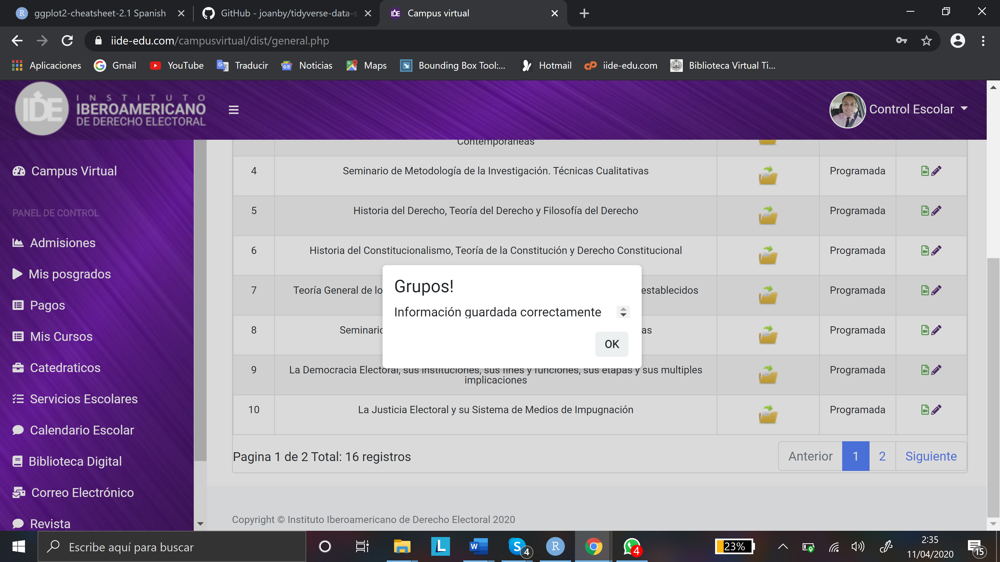 ggplot2-cheatsheet-2.1 Spanish
GitHub - joanby/tidyverse-data-s
Campus virtual
iide-edu.com/campusvirtual/dist/general.php
Aplicaciones
Gmail
YouTube
Traducir
Noticias
Maps
Bounding Box Tool:...
Hotmail
iide-edu.com
Biblioteca Virtual Ti...
IDE
INSTITUTO
IBEROAMERICANO
DE DERECHO ELECTORAL
Control Escolar
Campus Virtual
PANEL DE CONTROL
Admisiones
Mis posgrados
Pagos
Mis Cursos
Catedraticos
Servicios Escolares
Calendario Escolar
Biblioteca Digital
Correo Electrónico
Revista
Contemporáneas
4 Seminario de Metodología de la Investigación. Técnicas Cualitativas Programada
5 Historia del Derecho, Teoría del Derecho y Filosofía del Derecho Programada
6 Historia del Constitucionalismo, Teoría de la Constitución y Derecho Constitucional Programada
7 Teoría General de lo establecidos Programada
8 Seminario as Programada
9 La Democracia Electoral, sus instituciones, sus fines y funciones, sus etapas y sus multiples Programada
implicaciones
10 La Justicia Electoral y su Sistema de Medios de Impugnación Programada
Grupos!
Información guardada correctamente
OK
Pagina 1 de 2 Total: 16 registros
Anterior 1 2 Siguiente
Copyright © Instituto Iberoamericano de Derecho Electoral 2020
Escribe aquí para buscar
4
4
23%
2:35
11/04/2020
15